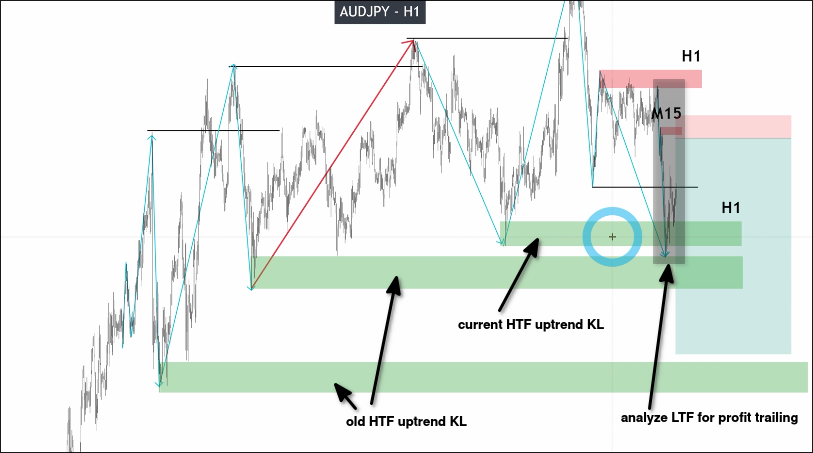 AUDJPY - H1
H1
M15
H1
current HTF uptrend KL
old HTF uptrend KL
analyze LTF for profit trailing